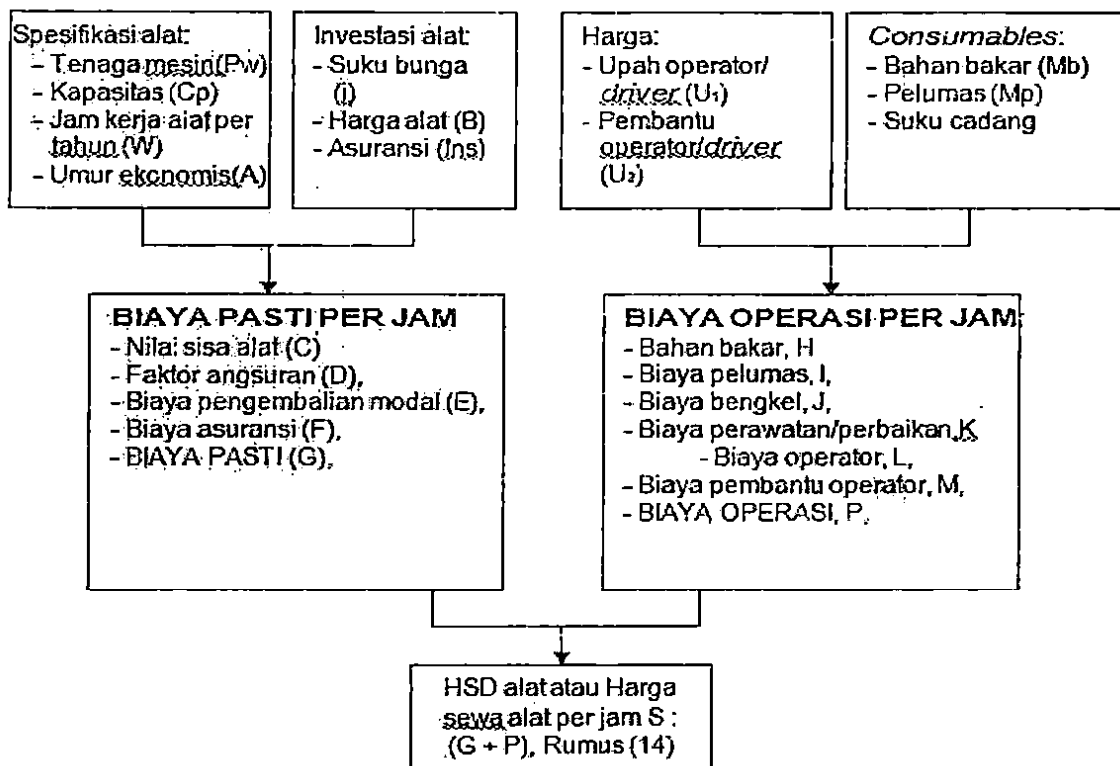 Spesifikasi alat:
– Tenaga mesin(Pw)
– Kapasitas (Cp)
– Jam kerja alat per
tahun (W)
– Umur ekonomis(A)
Investasi alat:
- Suku bunga
(i)
- Harga alat (B)
- Asuransi (Ins)
Harga:
- Upah operator/
driver (U₁)
- Pembantu
operator/driver
(U₂)
Consumables:
- Bahan bakar (Mb)
- Pelumas (Mp)
- Suku cadang
BIAYA PASTI PER JAM
- Nilai sisa alat (C)
- Faktor angsuran (D),
- Biaya pengembalian modal (E),
- Biaya asuransi (F),
- BIAYA PASTI (G),
BIAYA OPERASI PER JAM:
- Bahan bakar, H
- Biaya pelumas, I,
- Biaya bengkel, J,
- Biaya perawatan/perbaikan, K
- Biaya operator, L,
- Biaya pembantu operator, M,
- BIAYA OPERASI, P,
HSD alat atau Harga
sewa alat per jam S :
(G + P), Rumus (14)